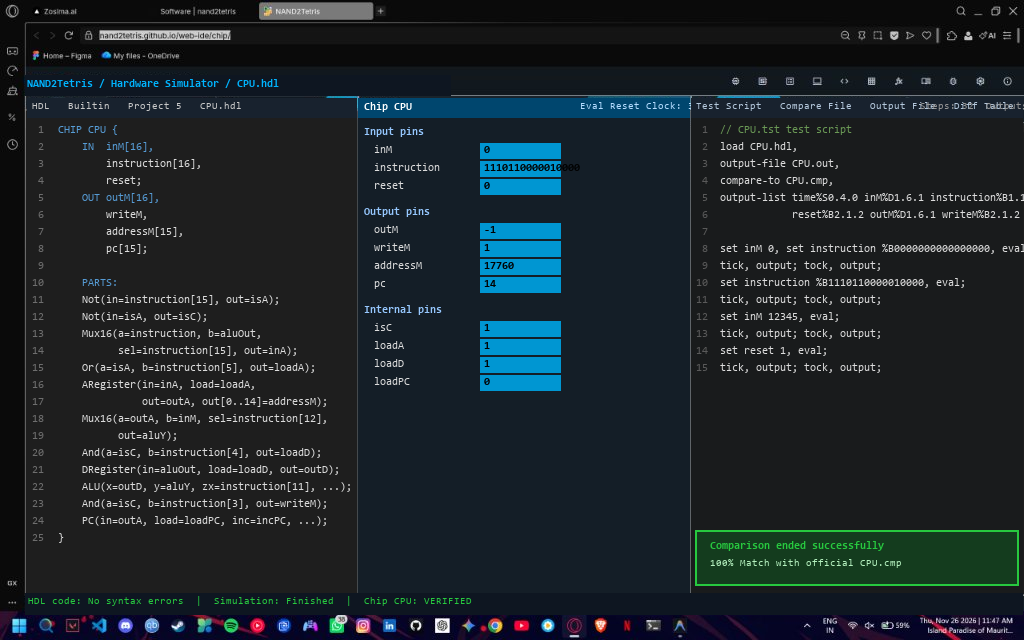 Zosima.ai
Software | nand2tetris
NAND2Tetris
nand2tetris.github.io/web-ide/chip/
Home – Figma
My files - OneDrive
AI
NAND2Tetris / Hardware Simulator / CPU.hdl
HDL Builtin Project 5 CPU.hdl
1 CHIP CPU {
2 IN inM[16],
3 instruction[16],
4 reset;
5 OUT outM[16],
6 writeM,
7 addressM[15],
8 pc[15];
9
10 PARTS:
11 Not(in=instruction[15], out=isA);
12 Not(in=isA, out=isC);
13 Mux16(a=instruction, b=aluOut,
14 sel=instruction[15], out=inA);
15 Or(a=isA, b=instruction[5], out=loadA);
16 ARegister(in=inA, load=loadA,
17 out=outA, out[0..14]=addressM);
18 Mux16(a=outA, b=inM, sel=instruction[12],
19 out=aluY);
20 And(a=isC, b=instruction[4], out=loadD);
21 DRegister(in=aluOut, load=loadD, out=outD);
22 ALU(x=outD, y=aluY, zx=instruction[11], ...);
23 And(a=isC, b=instruction[3], out=writeM);
24 PC(in=outA, load=loadPC, inc=incPC, ...);
25 }
Chip CPU
Eval Reset Clock:
Input pins
inM 0
instruction 1110110000010000
reset 0
Output pins
outM -1
writeM 1
addressM 17760
pc 14
Internal pins
isC 1
loadA 1
loadD 1
loadPC 0
Test Script Compare File Output File Diff Table
1 // CPU.tst test script
2 load CPU.hdl,
3 output-file CPU.out,
4 compare-to CPU.cmp,
5 output-list time%S0.4.0 inM%D1.6.1 instruction%B1.1
6 reset%B2.1.2 outM%D1.6.1 writeM%B2.1.2
7
8 set inM 0, set instruction %B0000000000000000, eval
9 tick, output; tock, output;
10 set instruction %B1110110000010000, eval;
11 tick, output; tock, output;
12 set inM 12345, eval;
13 tick, output; tock, output;
14 set reset 1, eval;
15 tick, output; tock, output;
Comparison ended successfully
100% Match with official CPU.cmp
GX
HDL code: No syntax errors | Simulation: Finished | Chip CPU: VERIFIED
38
ENG
IN
59%
Thu, Nov 26 2026 | 11:47 AM
Island Paradise of Maurit...